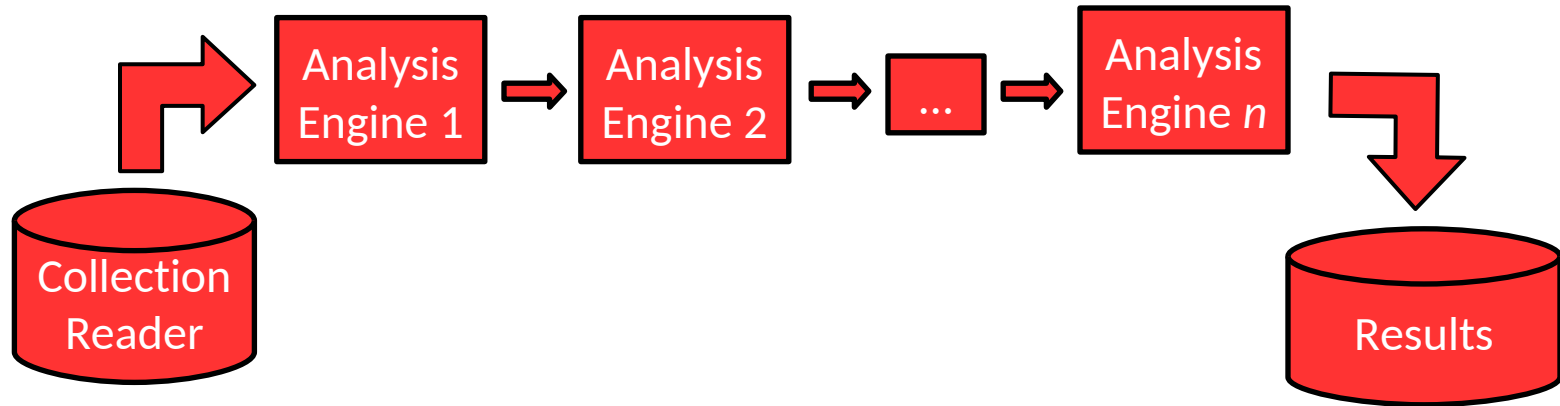 Collection
Reader
Analysis
Engine 1
Analysis
Engine 2
...
Analysis
Engine n
Results